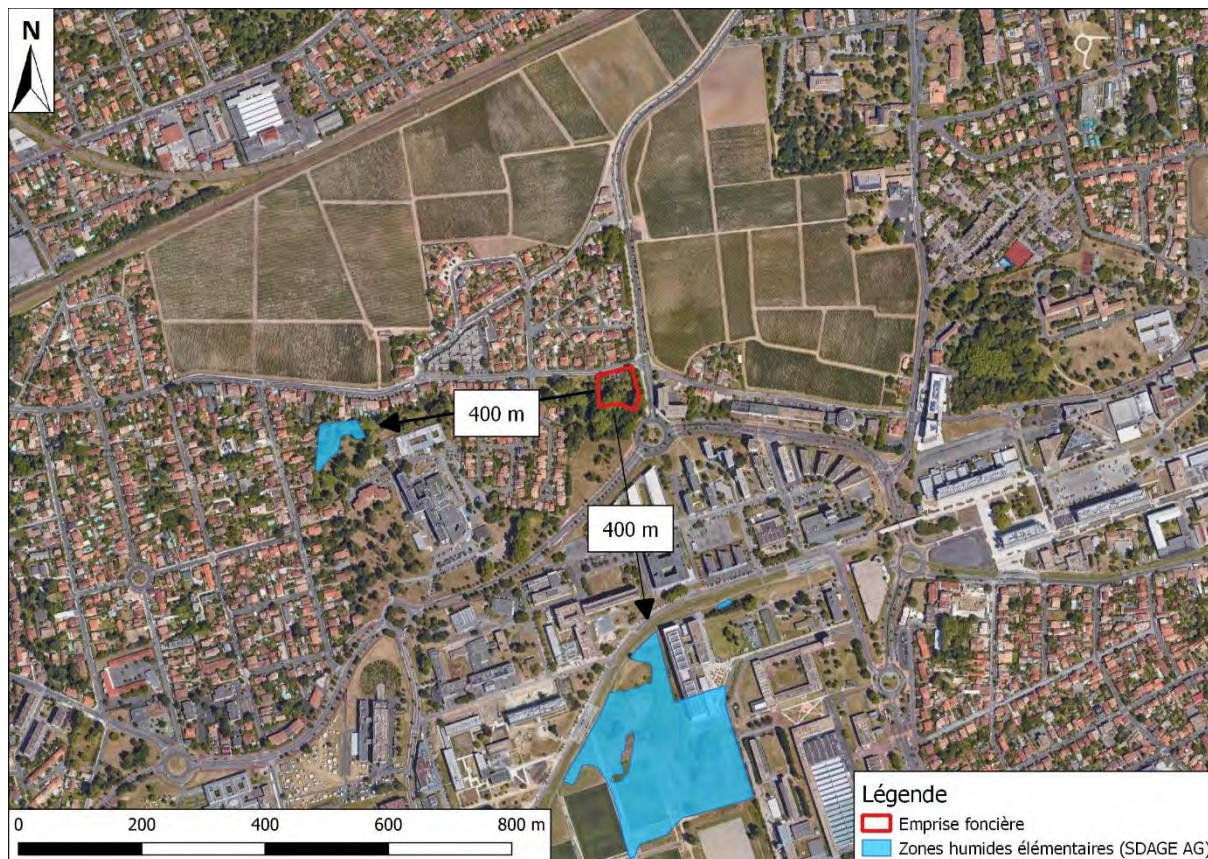 N
400 m
400 m
0 200 400 600 800 m
Légende
Emprise foncière
Zones humides élémentaires (SDAGE AG)